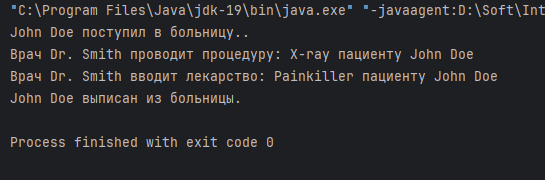 "C:\Program Files\Java\jdk-19\bin\java.exe" "-javaagent:D:\Soft\Int
John Doe поступил в больницу..
Врач Dr. Smith проводит процедуру: X-ray пациенту John Doe
Врач Dr. Smith вводит лекарство: Painkiller пациенту John Doe
John Doe выписан из больницы.
Process finished with exit code 0